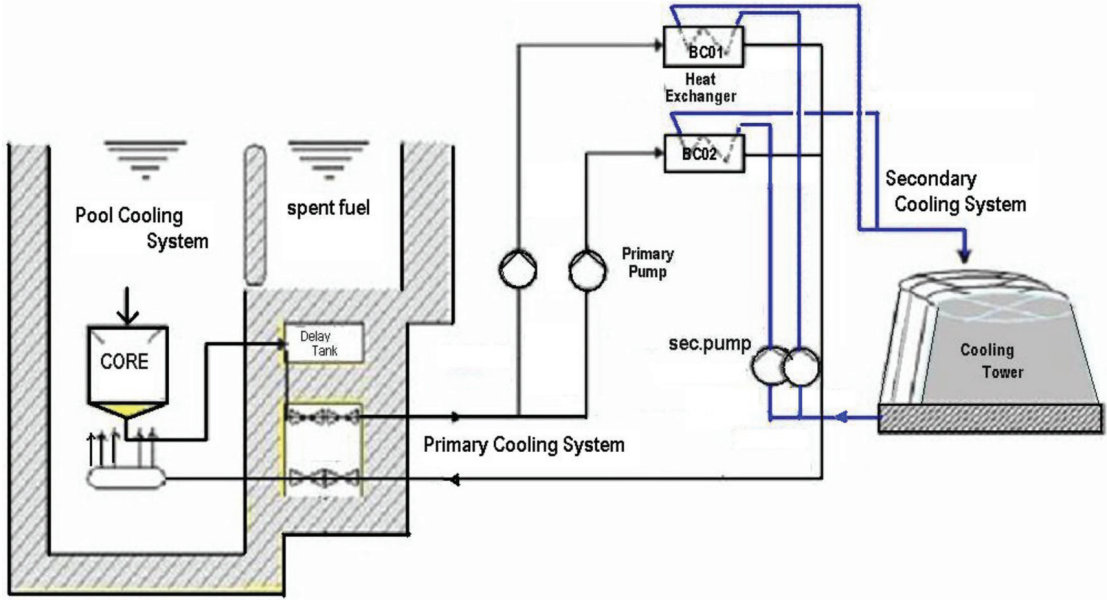 BC01
Heat
Exchanger
BC02
Secondary
Cooling System
Pool Cooling
System
spent fuel
Primary
Pump
Delay
Tank
CORE
sec.pump
Cooling
Tower
Primary Cooling System